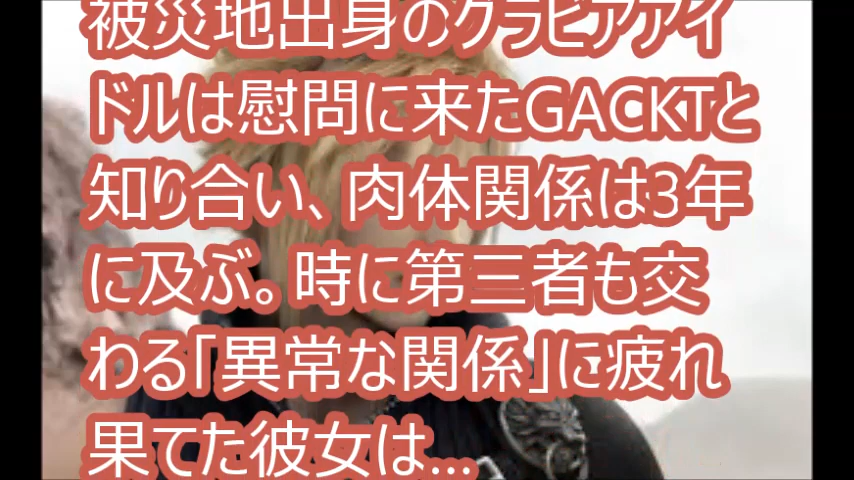 被災地出身のグラビアアイ
ドルは慰問に来たGACKTと
知り合い、肉体関係は3年
に及ぶ。時に第三者も交
わる「異常な関係」に疲れ
果てた彼女は...